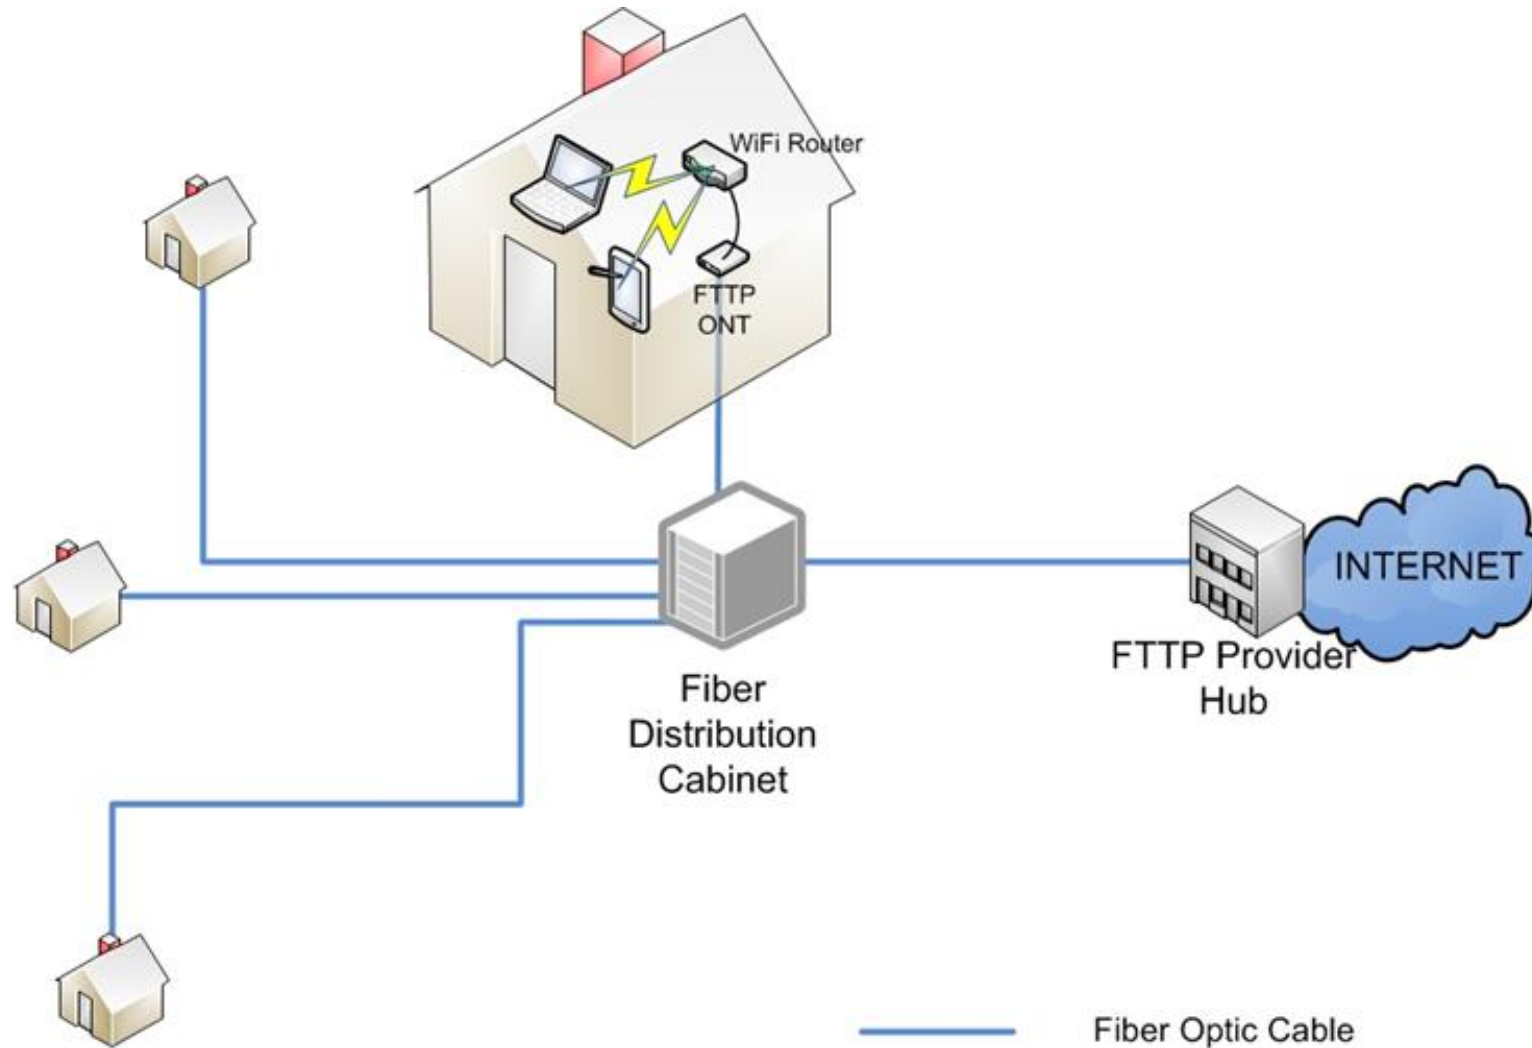 WiFi Router
FTTP
ONT
INTERNET
FTTP Provider
Hub
Fiber
Distribution
Cabinet
Fiber Optic Cable